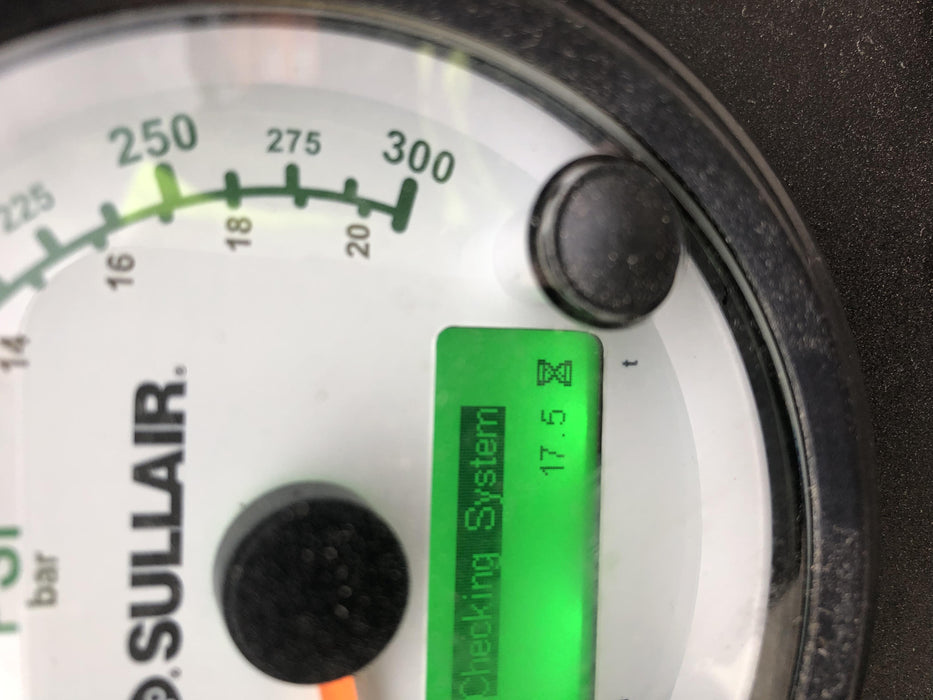 225
250
275
300
14
16
18
20
PSI
bar
SULLAIR.
Checking System
17.5
t